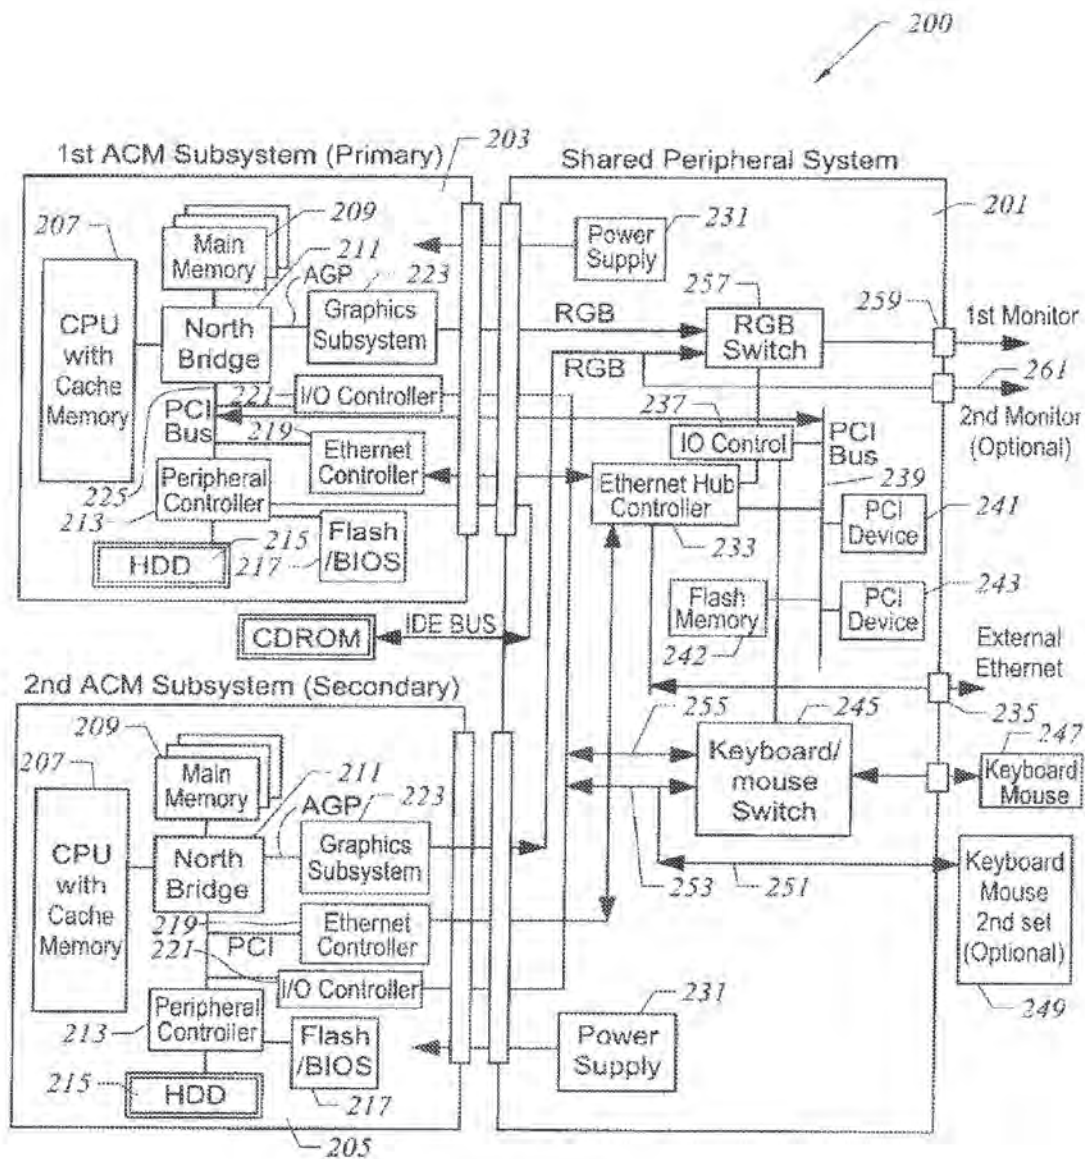 200
1st ACM Subsystem (Primary)
203
207
CPU
with
Cache
Memory
209
Main
Memory
211
AGP
223
North
Bridge
Graphics
Subsystem
221
I/O Controller
PCI
Bus
219
Ethernet
Controller
225
Peripheral
Controller
213
HDD
215
217
Flash
/BIOS
CDROM
IDE BUS
2nd ACM Subsystem (Secondary)
207
CPU
with
Cache
Memory
209
Main
Memory
211
AGP
223
North
Bridge
Graphics
Subsystem
219
PCI
Ethernet
Controller
221
I/O Controller
213
Peripheral
Controller
Flash
/BIOS
215
HDD
217
205
Shared Peripheral System
201
Power
Supply
231
RGB
RGB
257
RGB
Switch
259
1st Monitor
261
2nd Monitor
(Optional)
237
IO Control
PCI
Bus
239
Ethernet Hub
Controller
233
PCI
Device
241
Flash
Memory
242
PCI
Device
243
External
Ethernet
235
255
245
Keyboard/
mouse
Switch
247
Keyboard
Mouse
253
251
Keyboard
Mouse
2nd set
(Optional)
249
Power
Supply
231